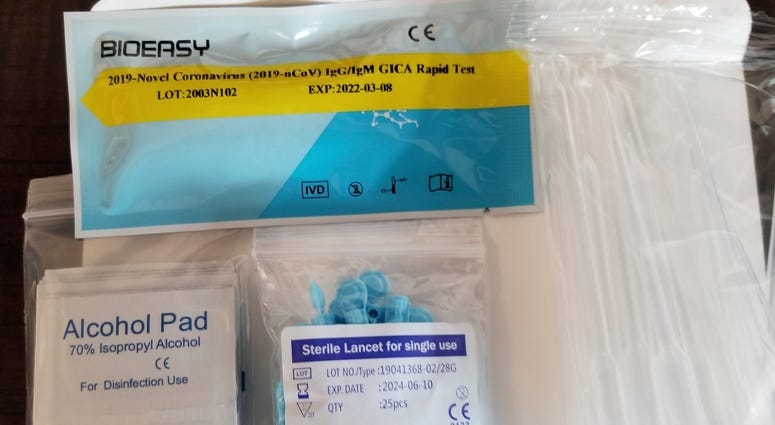 BIOEASY
CE
2019-Novel Coronavirus (2019-nCoV) IgG/IgM GICA Rapid Test
LOT:2003N102 EXP:2022-03-08
IVD
Alcohol Pad
70% Isopropyl Alcohol
CE
For Disinfection Use
Sterile Lancet for single use
LOT LOT NO./Type :19041368-02/28G
EXP. DATE :2024-06-10
QTY :25pcs
CE